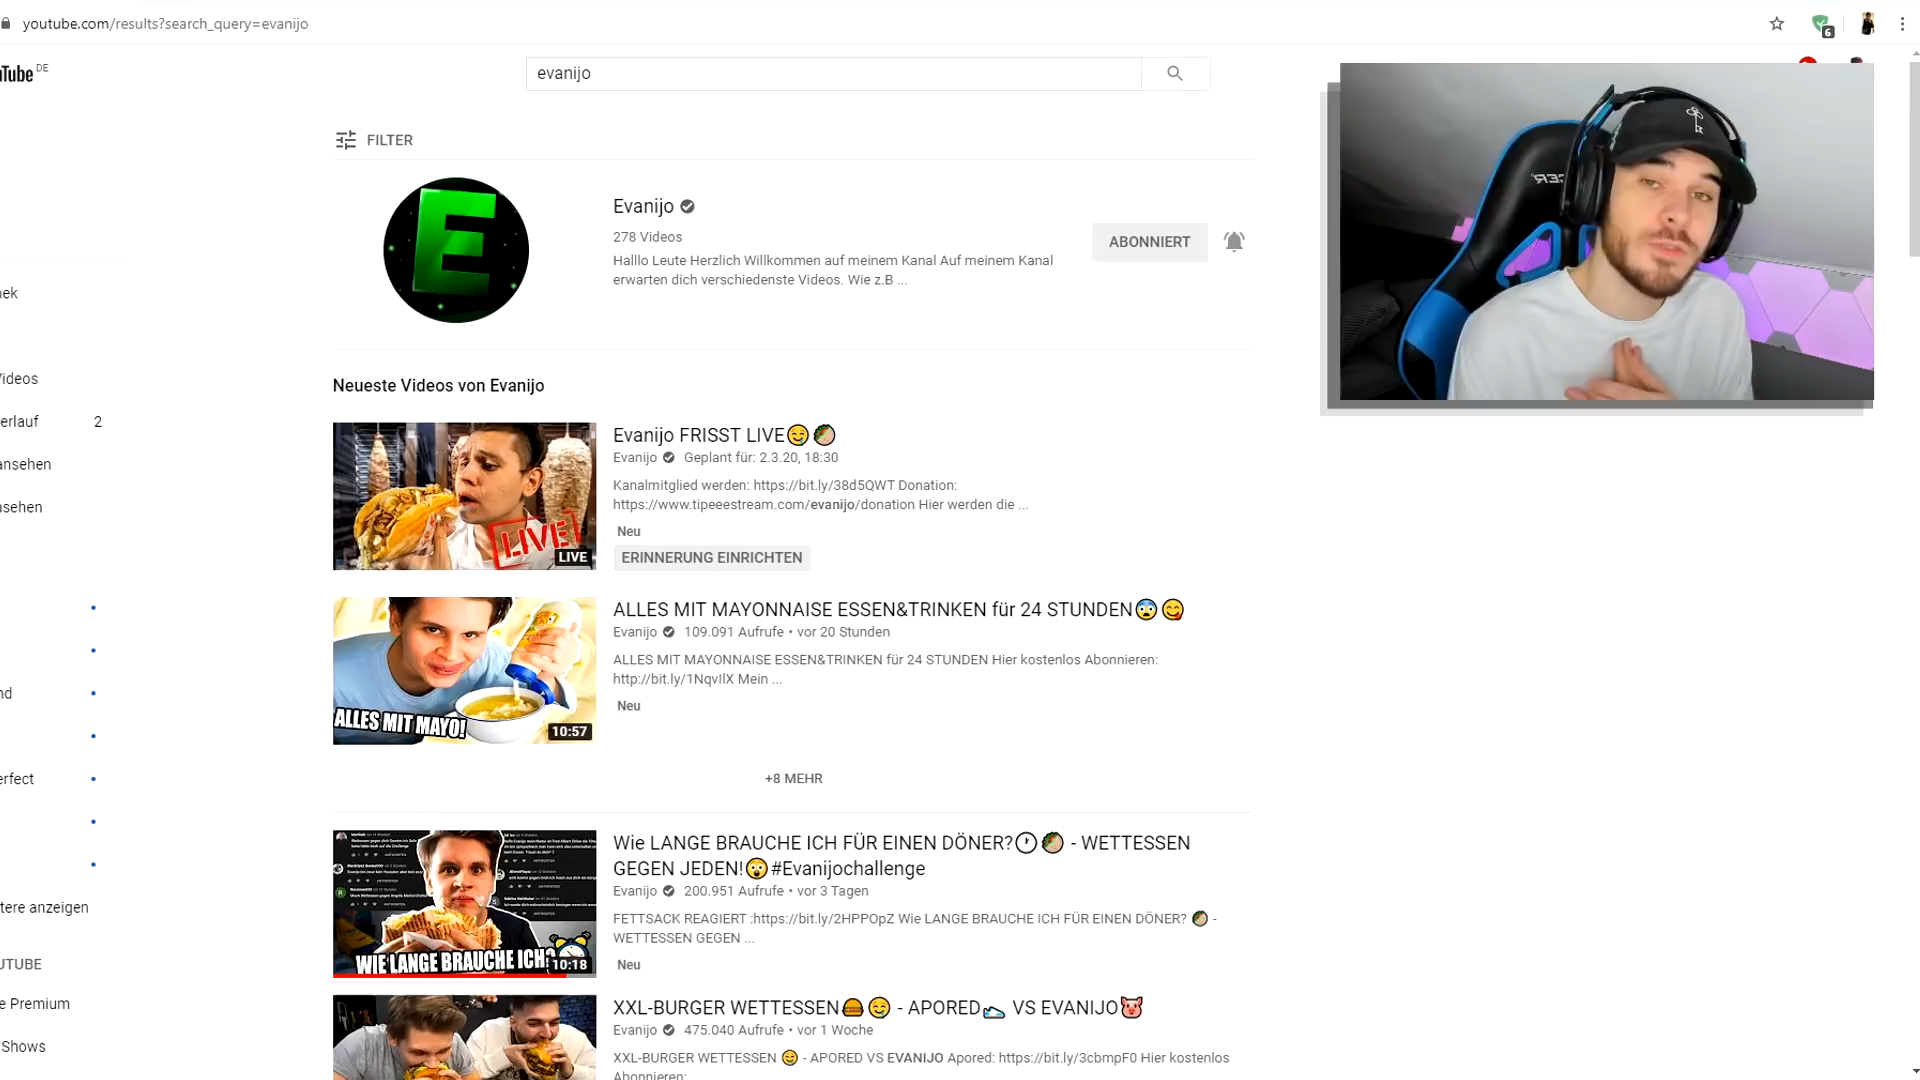 youtube.com/results?search_query=evanijo
6
uTube DE
evanijo
FILTER
E
Evanijo
278 Videos
Halllo Leute Herzlich Willkommen auf meinem Kanal Auf meinem Kanal
erwarten dich verschiedenste Videos. Wie z.B ...
ABONNIERT
nek
Videos
erlauf 2
ansehen
nsehen
nd
erfect
tere anzeigen
UTUBE
e Premium
Shows
Neueste Videos von Evanijo
LIVE
LIVE
Evanijo FRISST LIVE🤤🥙
Evanijo Geplant für: 2.3.20, 18:30
Kanalmitglied werden: https://bit.ly/38d5QWT Donation:
https://www.tipeeestream.com/evanijo/donation Hier werden die ...
Neu
ERINNERUNG EINRICHTEN
ALLES MIT MAYO!
10:57
ALLES MIT MAYONNAISE ESSEN&TRINKEN für 24 STUNDEN😨😋
Evanijo 109.091 Aufrufe • vor 20 Stunden
ALLES MIT MAYONNAISE ESSEN&TRINKEN für 24 STUNDEN Hier kostenlos Abonnieren:
http://bit.ly/1NqvIlX Mein ...
Neu
+8 MEHR
WIE LANGE BRAUCHE ICH?
10:18
Wie LANGE BRAUCHE ICH FÜR EINEN DÖNER?🕐🥙 - WETTESSEN
GEGEN JEDEN!😲#Evanijochallenge
Evanijo 200.951 Aufrufe • vor 3 Tagen
FETTSACK REAGIERT :https://bit.ly/2HPPOpZ Wie LANGE BRAUCHE ICH FÜR EINEN DÖNER? 🥙 -
WETTESSEN GEGEN ...
Neu
XXL-BURGER WETTESSEN🍔🤤 - APORED👟 VS EVANIJO🐷
Evanijo 475.040 Aufrufe • vor 1 Woche
XXL-BURGER WETTESSEN 🤤 - APORED VS EVANIJO Apored: https://bit.ly/3cbmpF0 Hier kostenlos
Abonnieren: